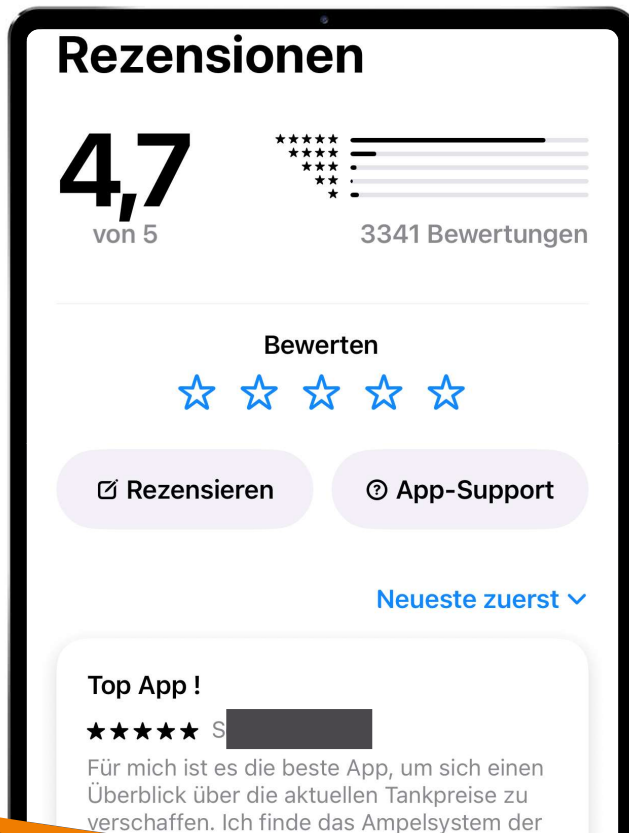 Rezensionen
4,7
von 5
3341 Bewertungen
Bewerten
Rezensieren
App-Support
Neueste zuerst
Top App !
S
Für mich ist es die beste App, um sich einen
Überblick über die aktuellen Tankpreise zu
verschaffen. Ich finde das Ampelsystem der